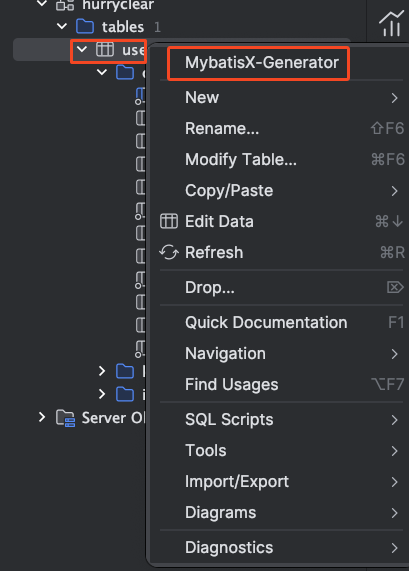 hurryclear
tables 1
use
MybatisX-Generator
New
Rename... ⇧F6
Modify Table... ⌘F6
Copy/Paste
Edit Data ⌘↓
Refresh ⌘R
Drop... ⌦
Quick Documentation F1
Navigation
Find Usages ⌥F7
SQL Scripts
Server Ob
Tools
Import/Export
Diagrams
Diagnostics